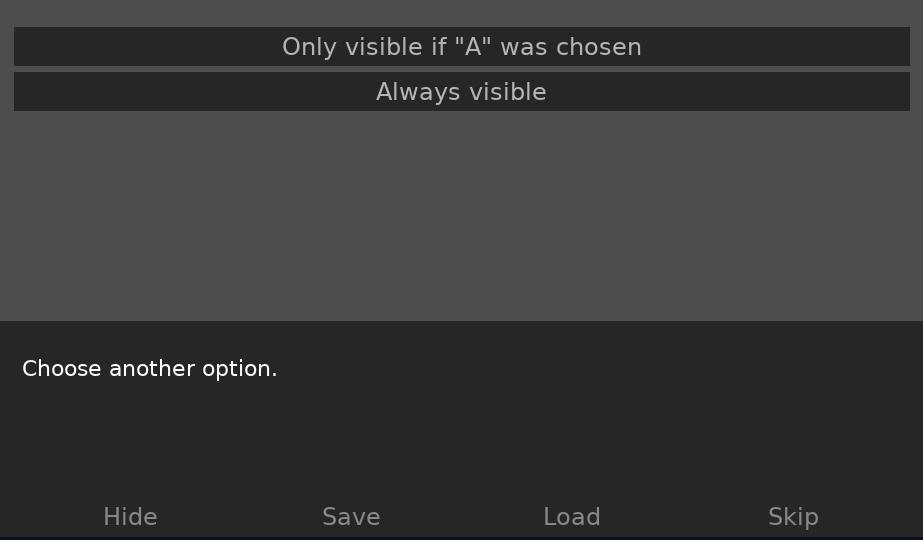 Only visible if "A" was chosen
Always visible
Choose another option.
Hide Save Load Skip